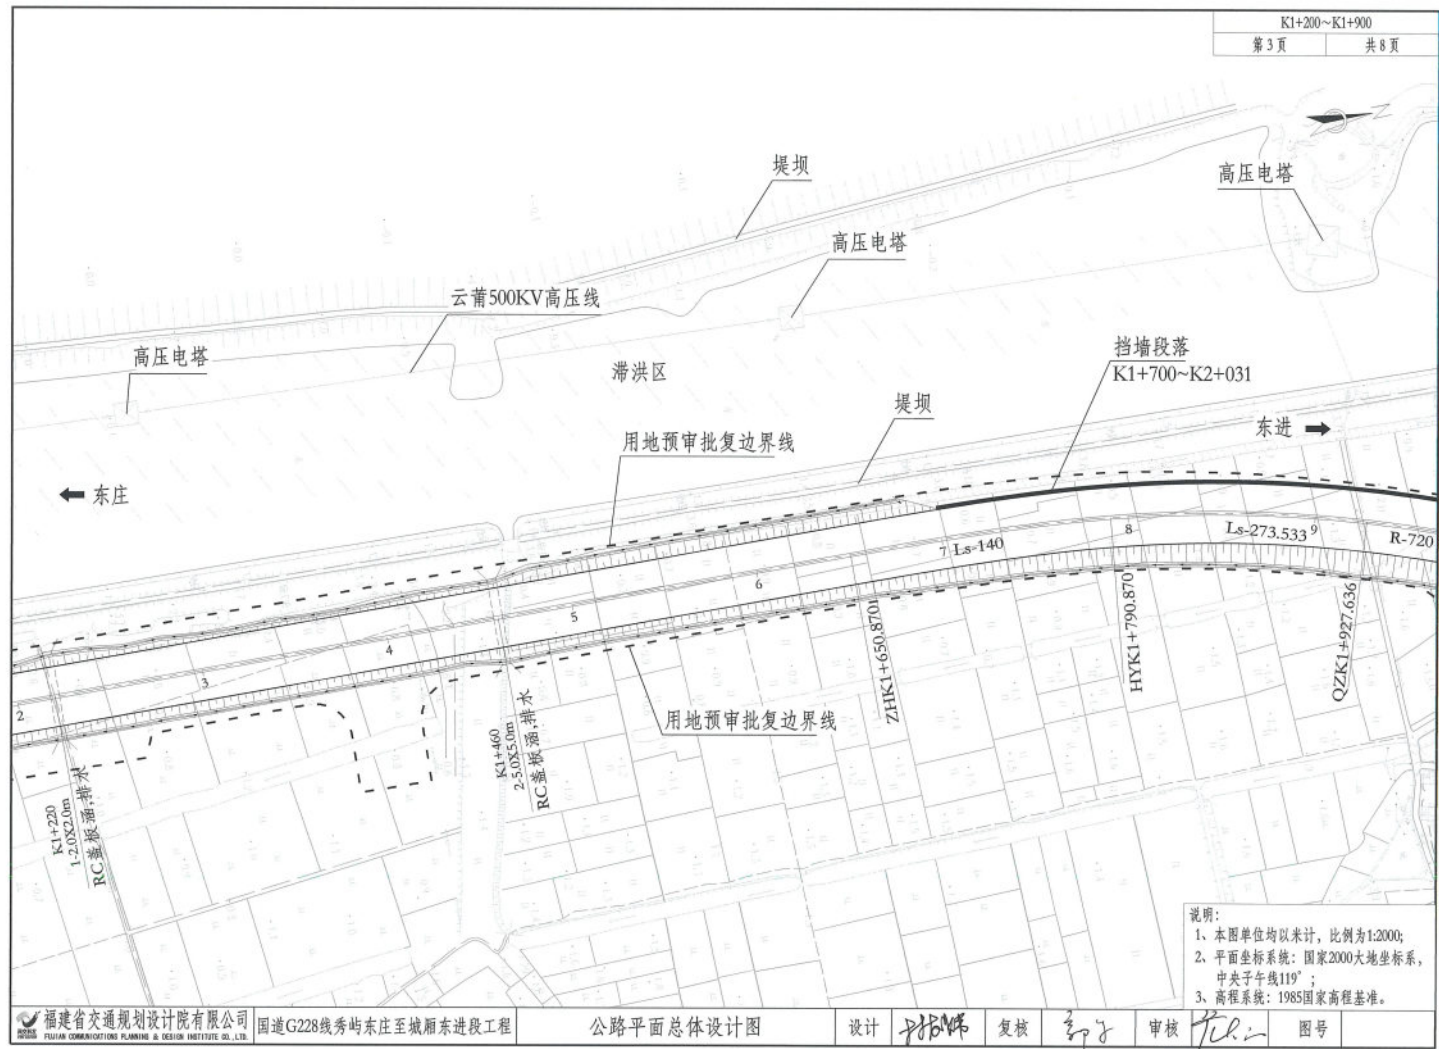 K1+200~K1+900
第3页 共8页
堤坝
高压电塔
高压电塔
云莆500KV高压线
高压电塔
滞洪区
挡墙段落
K1+700~K2+031
堤坝
东进
用地预审批复边界线
东庄
2
3
4
5
6
7
Ls-140
8
Ls-273.533
9
R-720
ZHK1+650.870
HYK1+790.870
QZK1+927.636
用地预审批复边界线
K1+220
1-2.0X2.0m
RC盖板涵,排水
K1+460
2-5.0X5.0m
RC盖板涵,排水
说明:
1、本图单位均以米计，比例为1:2000;
2、平面坐标系统：国家2000大地坐标系，
中央子午线119°；
3、高程系统：1985国家高程基准。
福建省交通规划设计院有限公司
FUJIAN COMMUNICATIONS PLANNING & DESIGN INSTITUTE CO.,LTD.
国道G228线秀屿东庄至城厢东进段工程
公路平面总体设计图
设计
复核
审核
图号